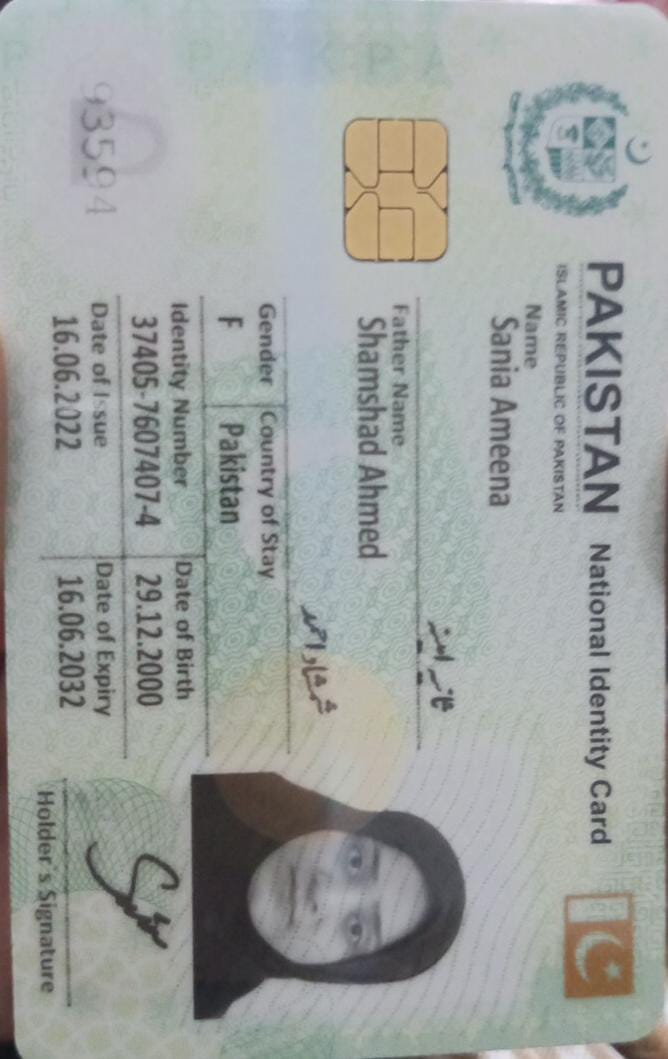 PAKISTAN National Identity Card
ISLAMIC REPUBLIC OF PAKISTAN
Name
Sania Ameena
ثانیہ امینہ
Father Name
Shamshad Ahmed
شمشاد احمد
Gender Country of Stay
F Pakistan
Identity Number Date of Birth
37405-7607407-4 29.12.2000
Date of Issue Date of Expiry
16.06.2022 16.06.2032
Holder's Signature
93594